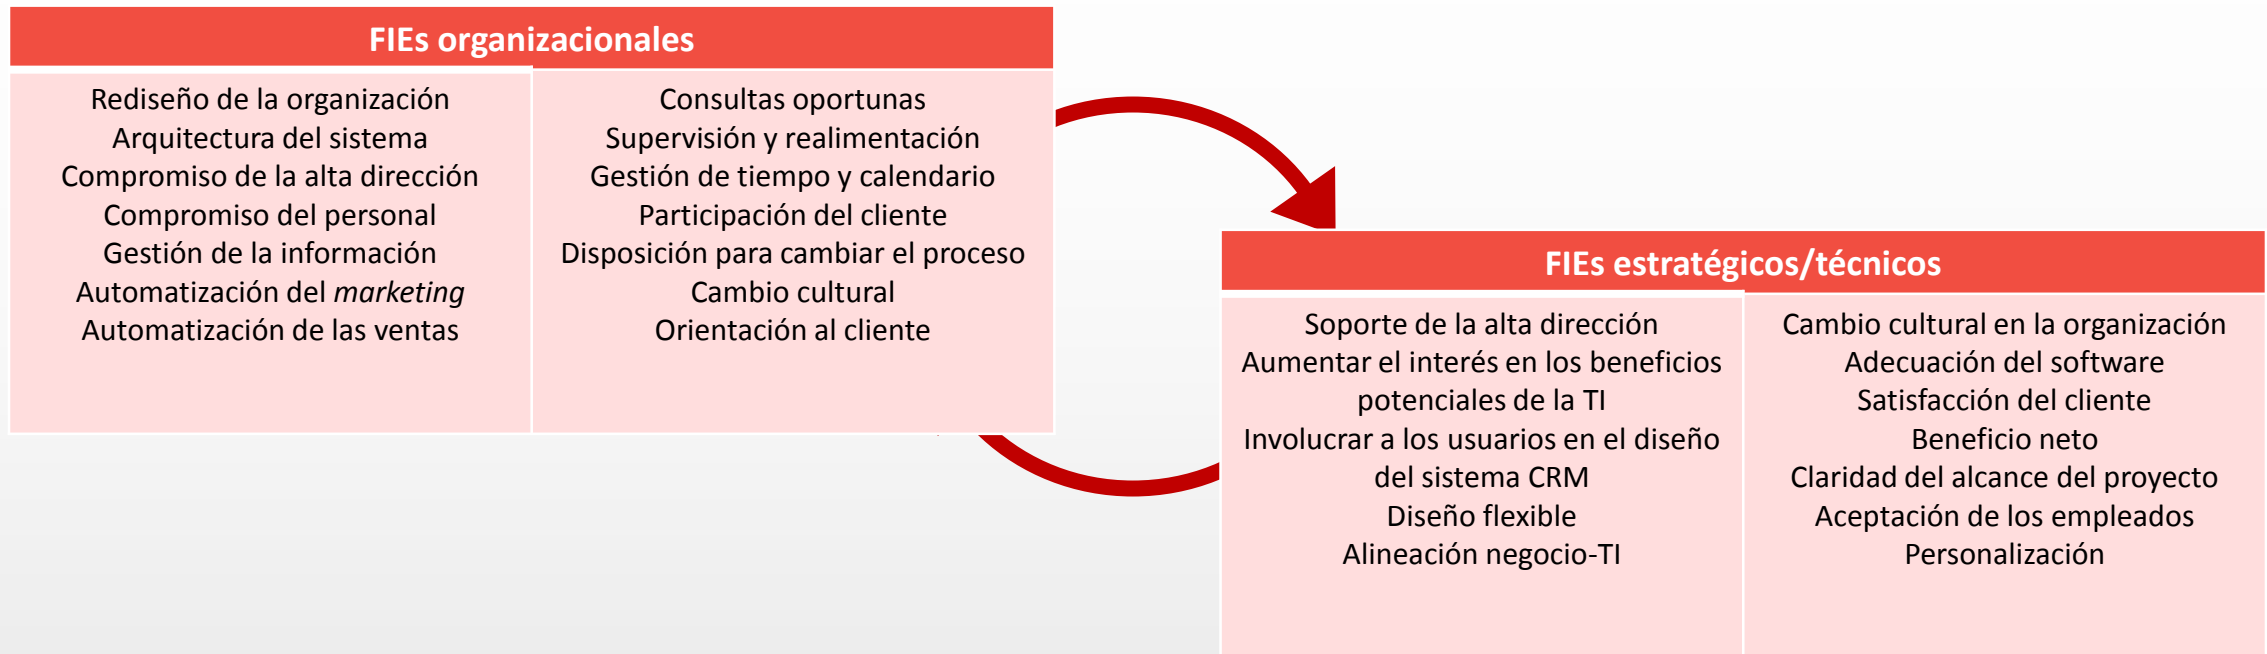 FIEs organizacionales
Rediseño de la organización
Arquitectura del sistema
Compromiso de la alta dirección
Compromiso del personal
Gestión de la información
Automatización del marketing
Automatización de las ventas
Consultas oportunas
Supervisión y realimentación
Gestión de tiempo y calendario
Participación del cliente
Disposición para cambiar el proceso
Cambio cultural
Orientación al cliente
FIEs estratégicos/técnicos
Soporte de la alta dirección
Aumentar el interés en los beneficios
potenciales de la TI
Involucrar a los usuarios en el diseño
del sistema CRM
Diseño flexible
Alineación negocio-TI
Cambio cultural en la organización
Adecuación del software
Satisfacción del cliente
Beneficio neto
Claridad del alcance del proyecto
Aceptación de los empleados
Personalización